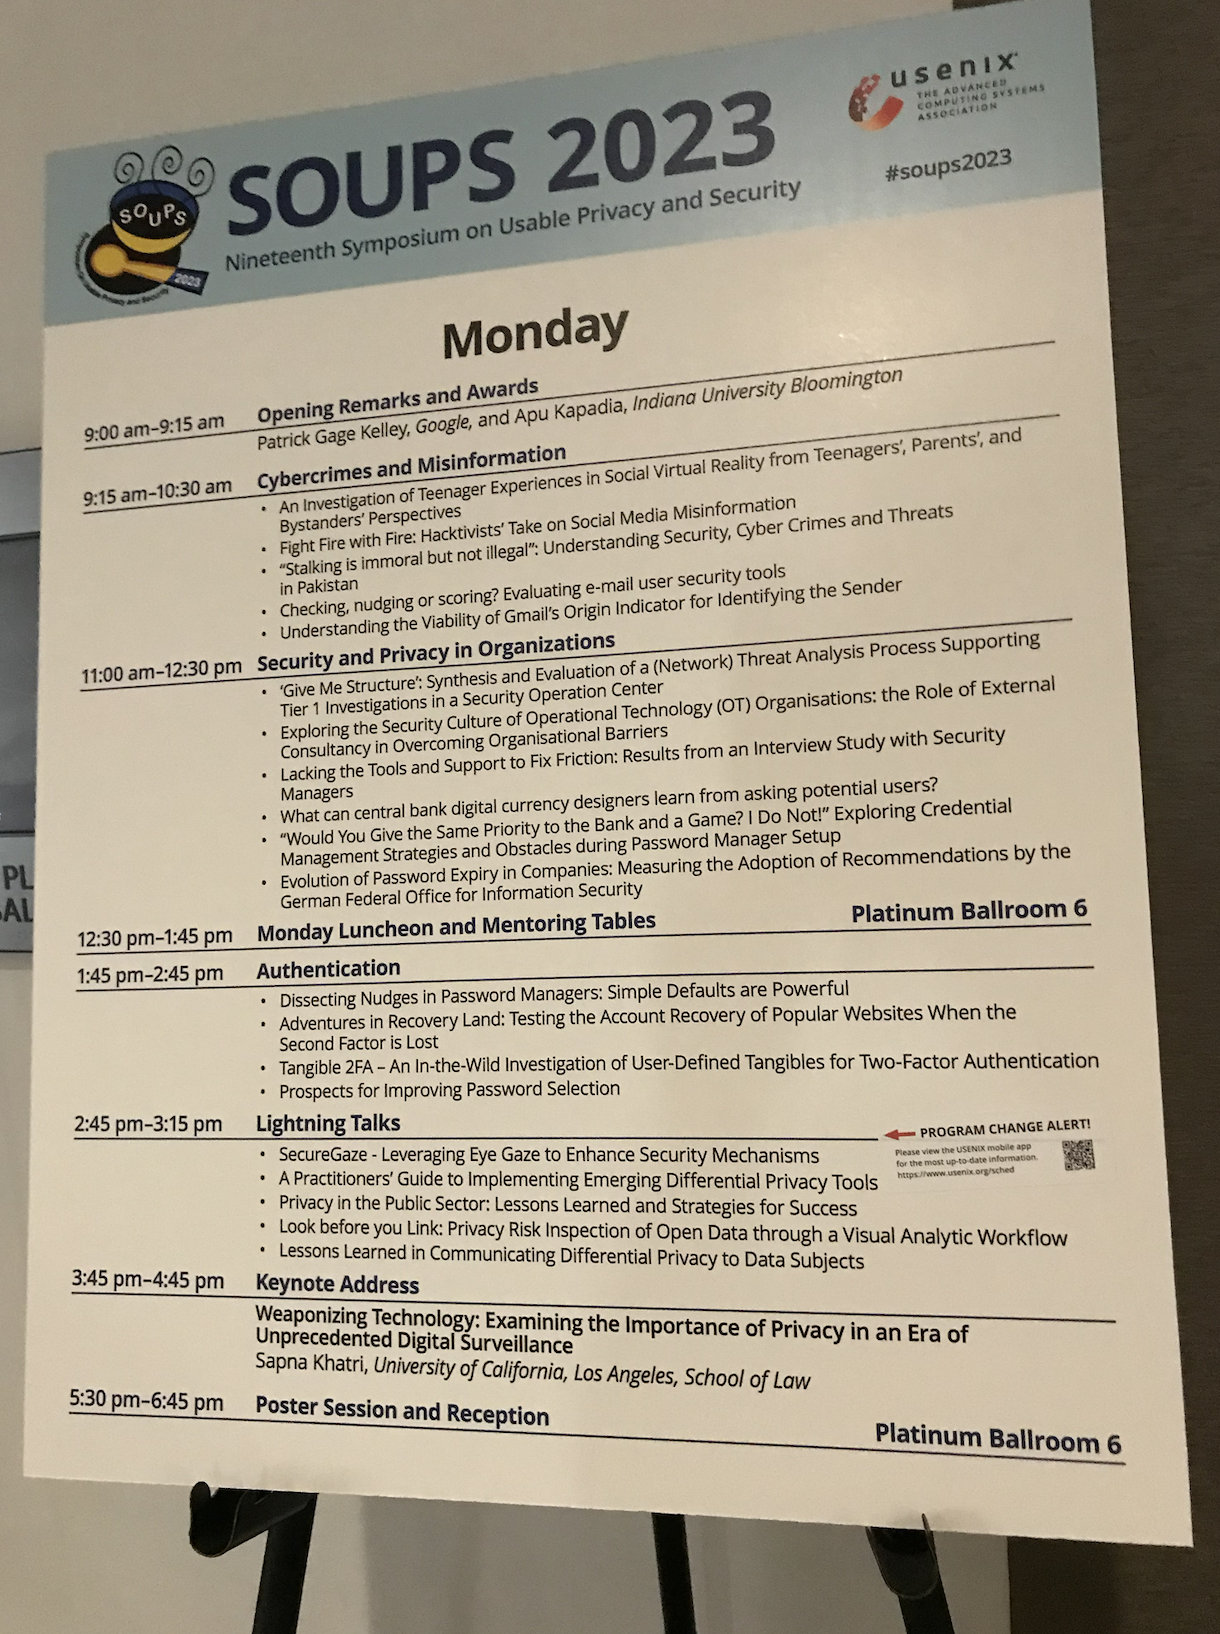 usenix
THE ADVANCED
COMPUTING SYSTEMS
ASSOCIATION
SOUPS 2023
#soups2023
Nineteenth Symposium on Usable Privacy and Security
SOUPS
2023
Monday
9:00 am–9:15 am Opening Remarks and Awards
Patrick Gage Kelley, Google, and Apu Kapadia, Indiana University Bloomington
9:15 am–10:30 am Cybercrimes and Misinformation
• An Investigation of Teenager Experiences in Social Virtual Reality from Teenagers’, Parents’, and
Bystanders’ Perspectives
• Fight Fire with Fire: Hacktivists’ Take on Social Media Misinformation
• “Stalking is immoral but not illegal”: Understanding Security, Cyber Crimes and Threats
in Pakistan
• Checking, nudging or scoring? Evaluating e-mail user security tools
• Understanding the Viability of Gmail’s Origin Indicator for Identifying the Sender
11:00 am–12:30 pm Security and Privacy in Organizations
• ‘Give Me Structure’: Synthesis and Evaluation of a (Network) Threat Analysis Process Supporting
Tier 1 Investigations in a Security Operation Center
• Exploring the Security Culture of Operational Technology (OT) Organisations: the Role of External
Consultancy in Overcoming Organisational Barriers
• Lacking the Tools and Support to Fix Friction: Results from an Interview Study with Security
Managers
• What can central bank digital currency designers learn from asking potential users?
• “Would You Give the Same Priority to the Bank and a Game? I Do Not!” Exploring Credential
Management Strategies and Obstacles during Password Manager Setup
• Evolution of Password Expiry in Companies: Measuring the Adoption of Recommendations by the
German Federal Office for Information Security
12:30 pm–1:45 pm Monday Luncheon and Mentoring Tables Platinum Ballroom 6
1:45 pm–2:45 pm Authentication
• Dissecting Nudges in Password Managers: Simple Defaults are Powerful
• Adventures in Recovery Land: Testing the Account Recovery of Popular Websites When the
Second Factor is Lost
• Tangible 2FA – An In-the-Wild Investigation of User-Defined Tangibles for Two-Factor Authentication
• Prospects for Improving Password Selection
2:45 pm–3:15 pm Lightning Talks PROGRAM CHANGE ALERT!
Please view the USENIX mobile app
for the most up-to-date information.
https://www.usenix.org/sched
• SecureGaze - Leveraging Eye Gaze to Enhance Security Mechanisms
• A Practitioners’ Guide to Implementing Emerging Differential Privacy Tools
• Privacy in the Public Sector: Lessons Learned and Strategies for Success
• Look before you Link: Privacy Risk Inspection of Open Data through a Visual Analytic Workflow
• Lessons Learned in Communicating Differential Privacy to Data Subjects
3:45 pm–4:45 pm Keynote Address
Weaponizing Technology: Examining the Importance of Privacy in an Era of
Unprecedented Digital Surveillance
Sapna Khatri, University of California, Los Angeles, School of Law
5:30 pm–6:45 pm Poster Session and Reception Platinum Ballroom 6